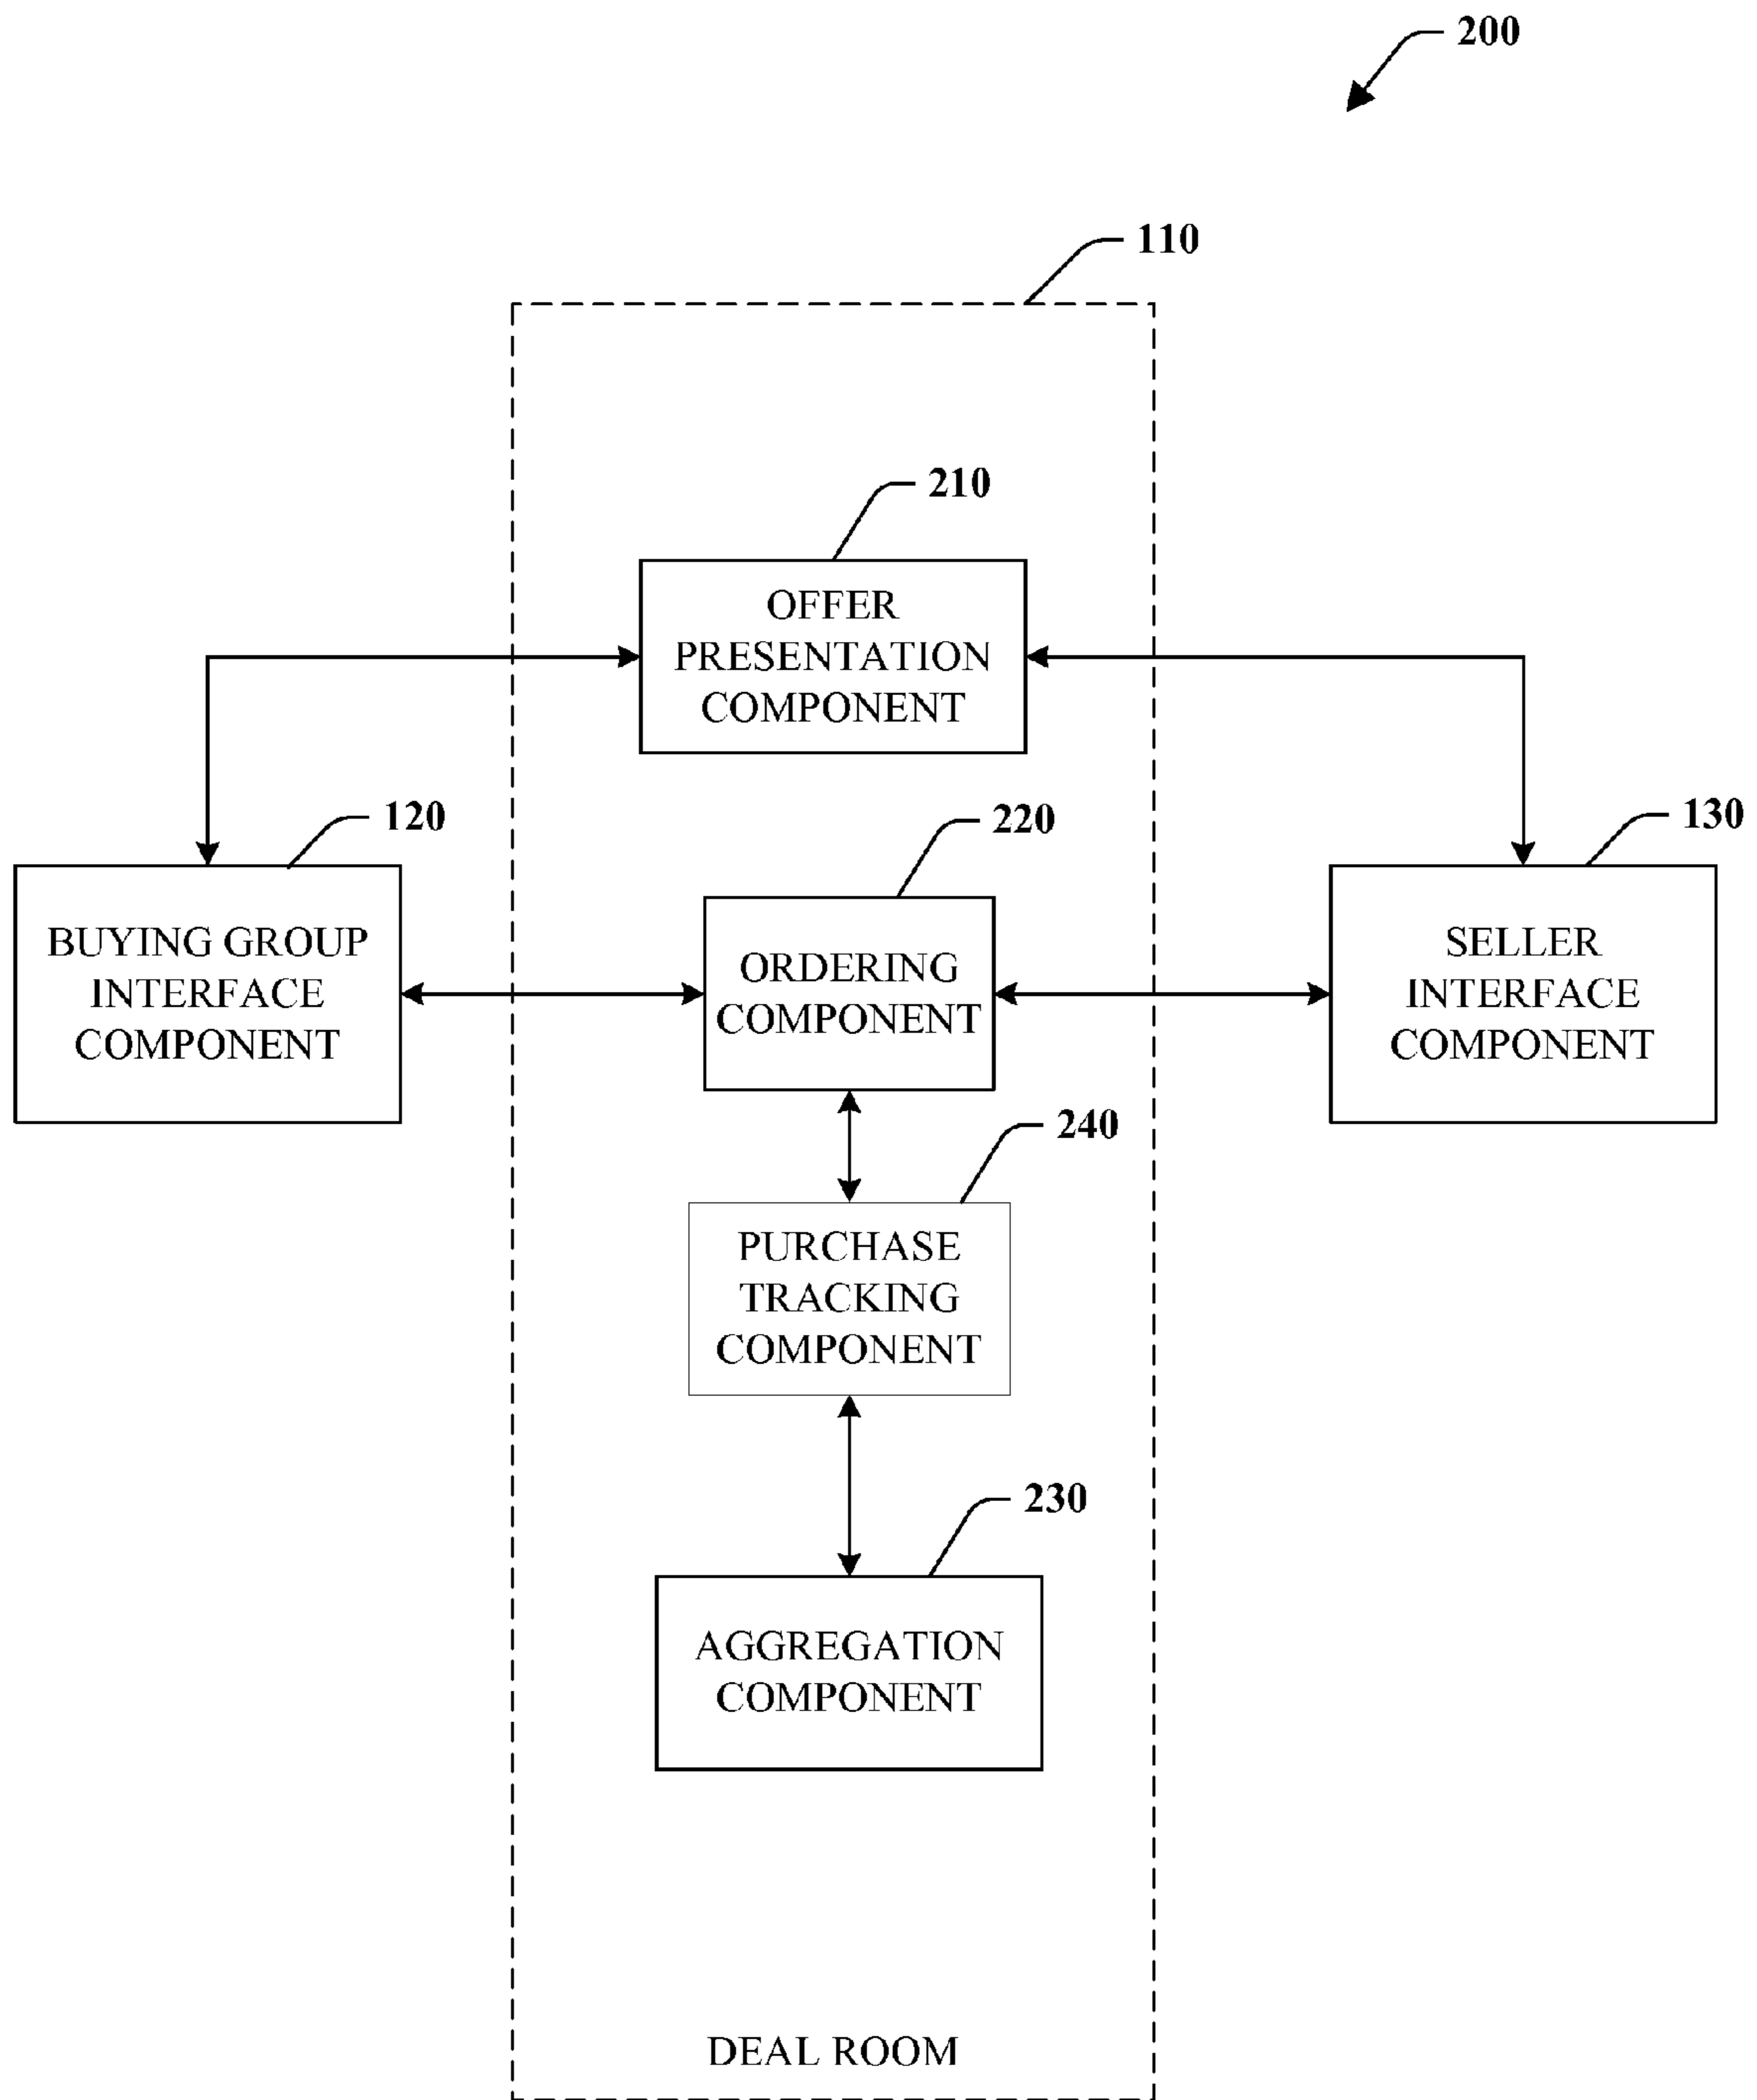 200
110
210
OFFER
PRESENTATION
COMPONENT
120
220
130
BUYING GROUP
INTERFACE
COMPONENT
ORDERING
COMPONENT
SELLER
INTERFACE
COMPONENT
240
PURCHASE
TRACKING
COMPONENT
230
AGGREGATION
COMPONENT
DEAL ROOM